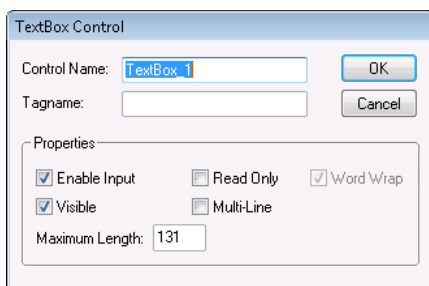 TextBox Control
Control Name: TextBox_1 OK
Tagname: Cancel
Properties
Enable Input Read Only Word Wrap
Visible Multi-Line
Maximum Length: 131